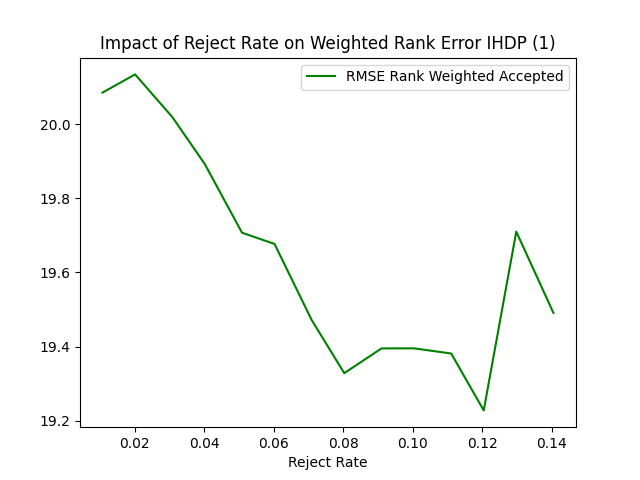 Impact of Reject Rate on Weighted Rank Error IHDP (1)
RMSE Rank Weighted Accepted
20.0
19.8
19.6
19.4
19.2
0.02 0.04 0.06 0.08 0.10 0.12 0.14
Reject Rate